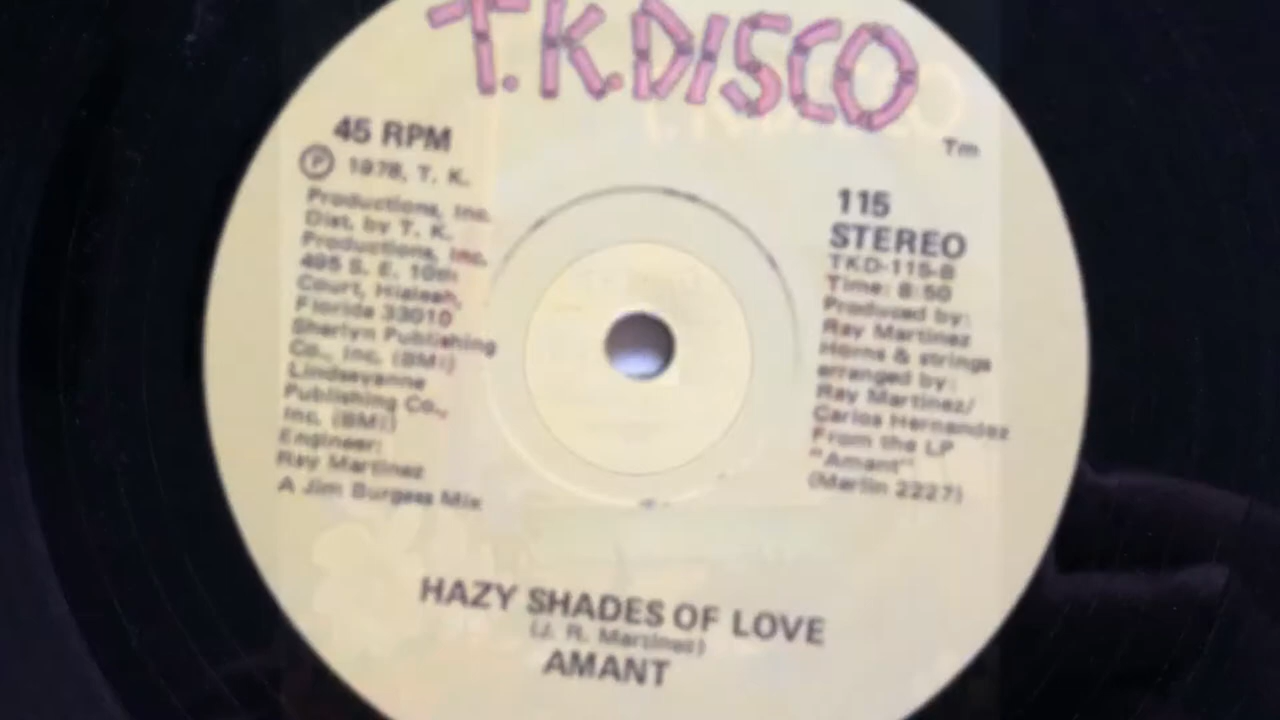 T.K.DISCO
Tm
45 RPM
Ⓟ 1978, T. K.
Productions, Inc.
Dist. by T. K.
Productions, Inc.
495 S. E. 10th
Court, Hialeah,
Florida 33010
Sherlyn Publishing
Co., Inc. (BMI)
Lindseyanne
Publishing Co.,
Inc. (BMI)
Engineer:
Ray Martinez
A Jim Burgess Mix
115
STEREO
TKD-115-B
Time: 8:50
Produced by:
Ray Martinez
Horns & strings
arranged by:
Ray Martinez/
Carlos Hernandez
From the LP
"Amant"
(Marlin 2227)
HAZY SHADES OF LOVE
(J. R. Martinez)
AMANT